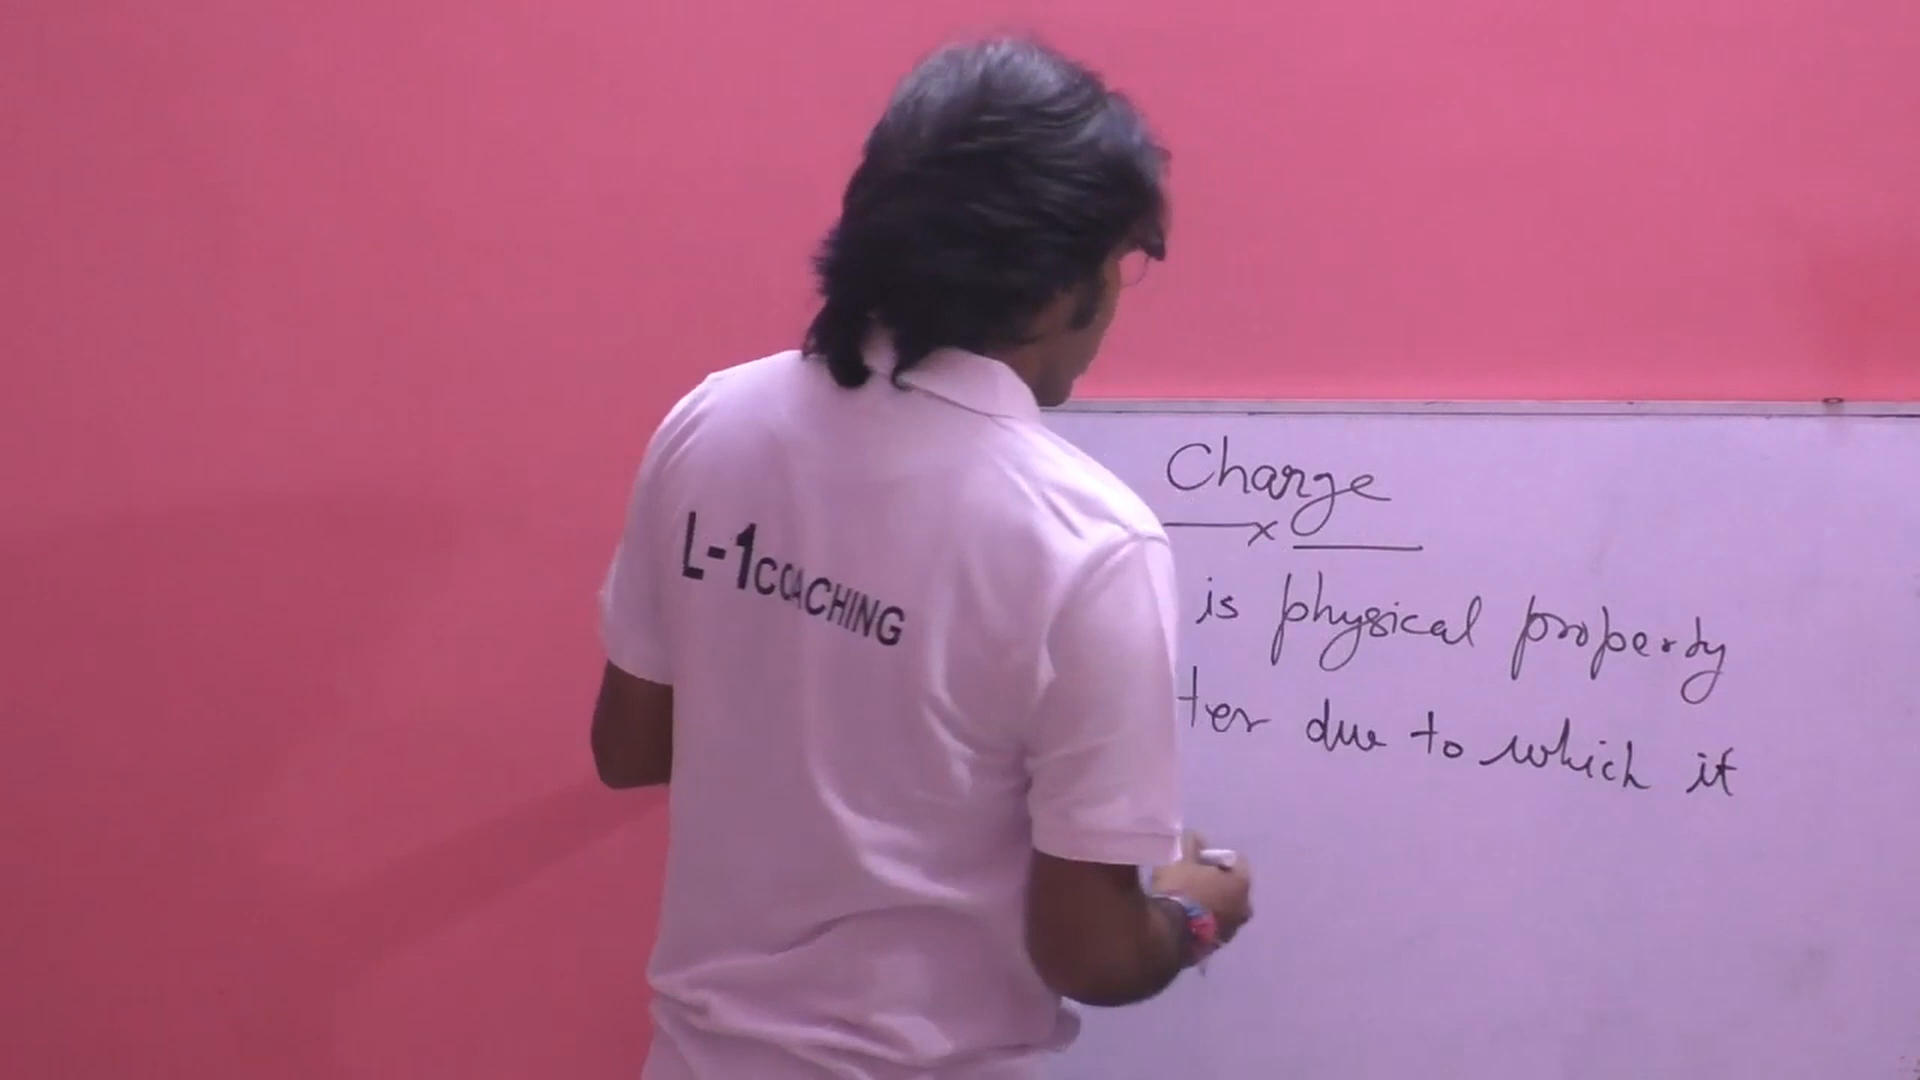 L-1COACHING
Charge
is physical property
ter due to which it